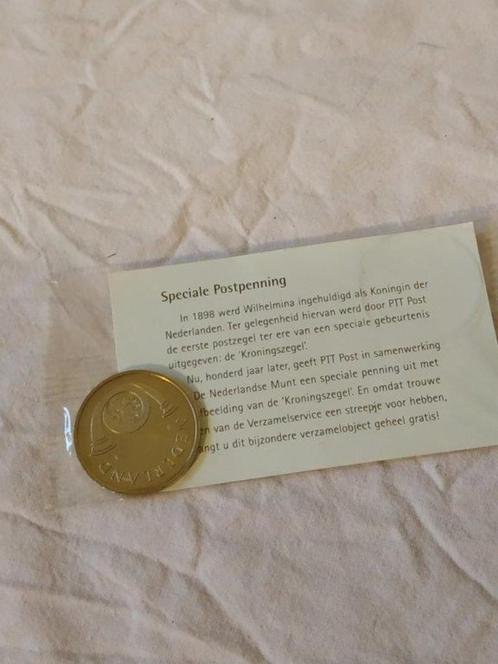 Speciale Postpenning
In 1898 werd Wilhelmina ingehuldigd als Koningin der
Nederlanden. Ter gelegenheid hiervan werd door PTT Post
de eerste postzegel ter ere van een speciale gebeurtenis
uitgegeven: de 'Kroningszegel'.
Nu, honderd jaar later, geeft PTT Post in samenwerking
De Nederlandse Munt een speciale penning uit met
fbeelding van de 'Kroningszegel'. En omdat trouwe
en van de Verzamelservice een streepje voor hebben,
angt u dit bijzondere verzamelobject geheel gratis!
NEDERLAND